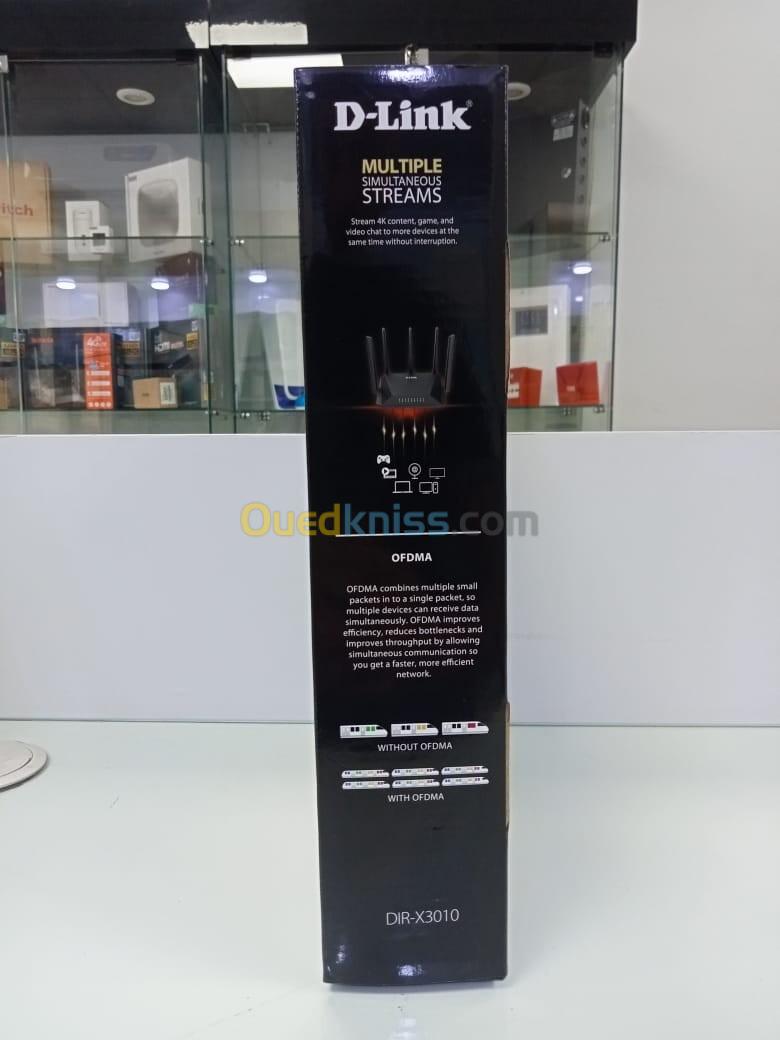 D-Link®
MULTIPLE
SIMULTANEOUS
STREAMS
Stream 4K content, game, and
video chat to more devices at the
same time without interruption.
itch
4G
HDMI
Ouedkniss.com
OFDMA
OFDMA combines multiple small
packets in to a single packet, so
multiple devices can receive data
simultaneously. OFDMA improves
efficiency, reduces bottlenecks and
improves throughput by allowing
simultaneous communication so
you get a faster, more efficient
network.
WITHOUT OFDMA
WITH OFDMA
DIR-X3010